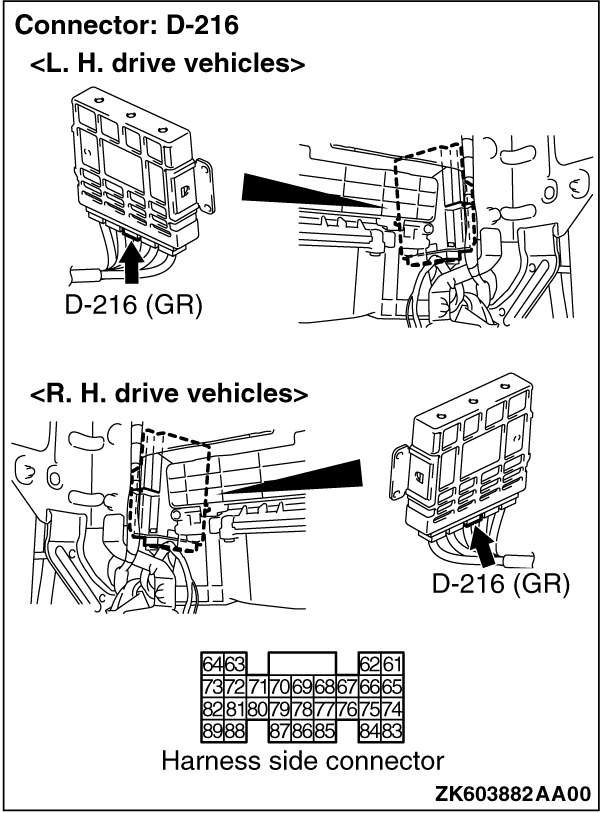 Connector: D-216
<L. H. drive vehicles>
D-216 (GR)
<R. H. drive vehicles>
D-216 (GR)
64 63 62 61
73 72 71 70 69 68 67 66 65
82 81 80 79 78 77 76 75 74
89 88 87 86 85 84 83
Harness side connector
ZK603882AA00